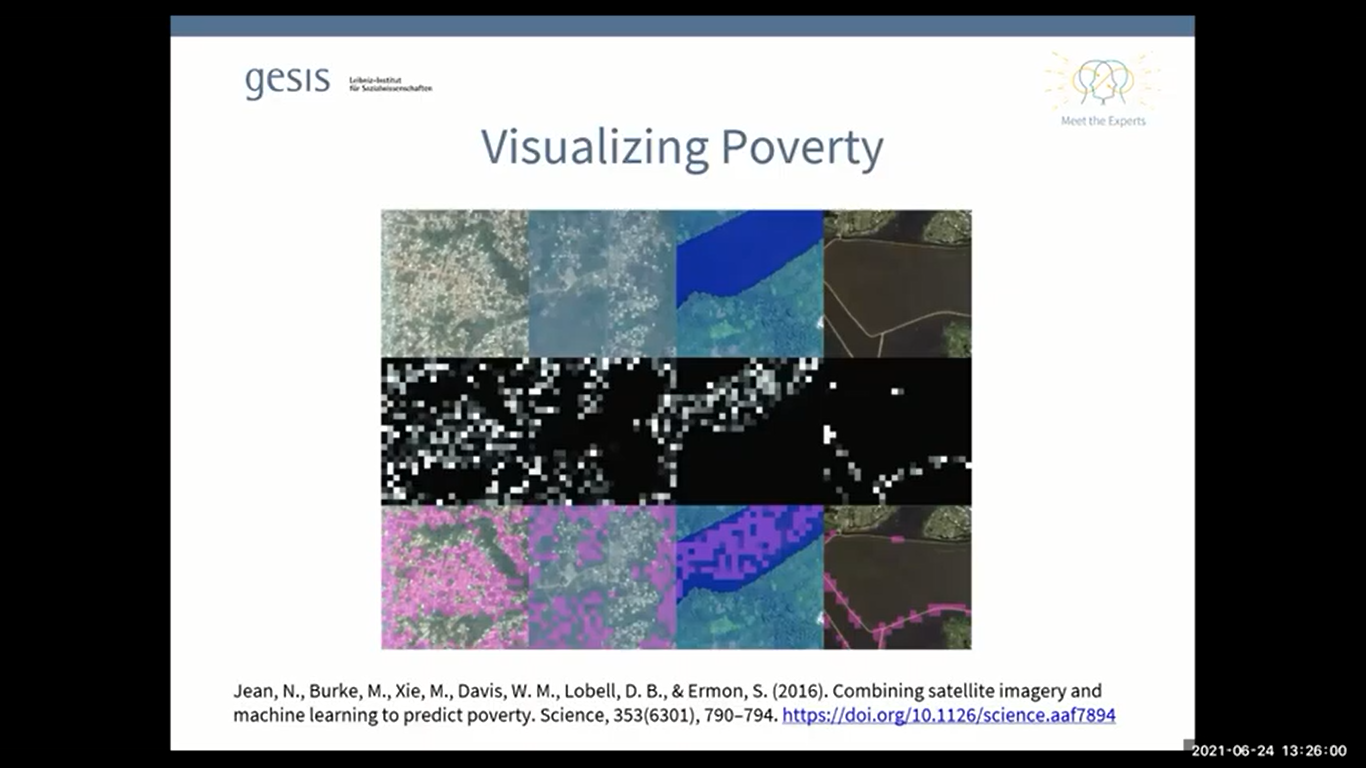 gesis
Leibniz-Institut
für Sozialwissenschaften
Meet the Experts
Visualizing Poverty
Jean, N., Burke, M., Xie, M., Davis, W. M., Lobell, D. B., & Ermon, S. (2016). Combining satellite imagery and
machine learning to predict poverty. Science, 353(6301), 790–794. https://doi.org/10.1126/science.aaf7894
2021-06-24 13:26:00